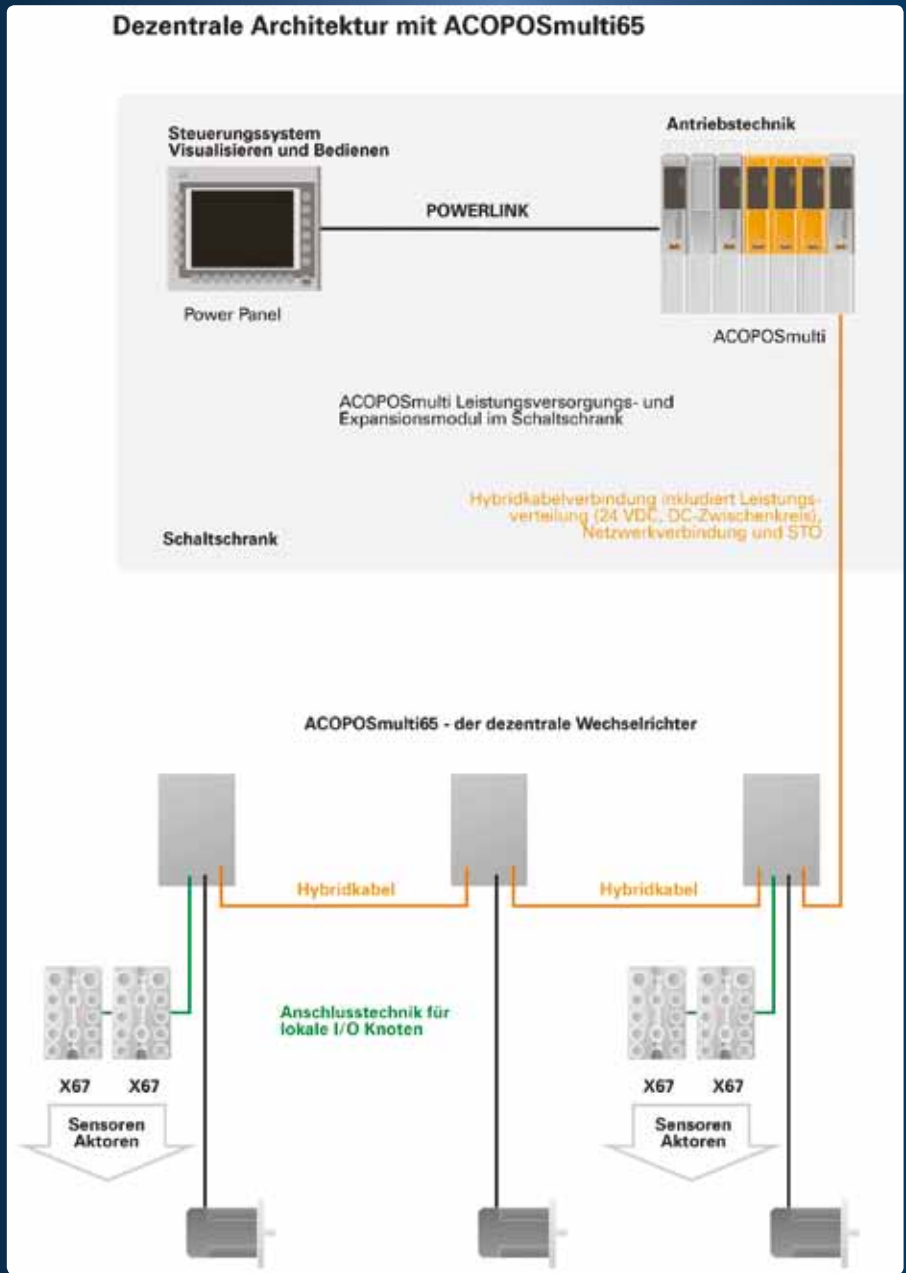 Dezentrale Architektur mit ACOPOSmulti65
Steuerungssystem
Visualisieren und Bedienen
Antriebstechnik
POWERLINK
Power Panel
ACOPOSmulti
ACOPOSmulti Leistungsversorgungs- und
Expansionsmodul im Schaltschrank
Hybridkabelverbindung inkludiert Leistungs-
verteilung (24 VDC, DC-Zwischenkreis),
Netzwerkverbindung und STO
Schaltschrank
ACOPOSmulti65 - der dezentrale Wechselrichter
Hybridkabel
Hybridkabel
Anschlusstechnik für
lokale I/O Knoten
X67
X67
Sensoren
Aktoren
X67
X67
Sensoren
Aktoren